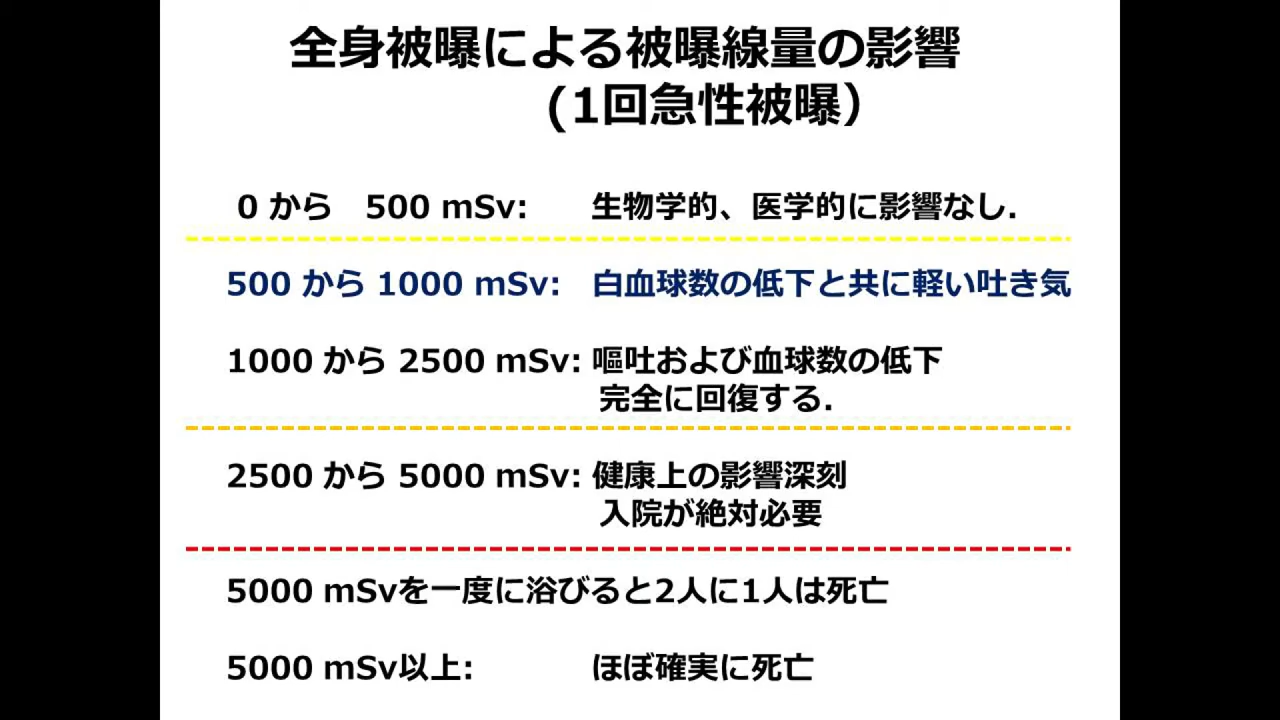 全身被曝による被曝線量の影響
(1回急性被曝）
0 から　500 mSv:　生物学的、医学的に影響なし.
500 から 1000 mSv:　白血球数の低下と共に軽い吐き気
1000 から 2500 mSv: 嘔吐および血球数の低下
完全に回復する.
2500 から 5000 mSv: 健康上の影響深刻
入院が絶対必要
5000 mSvを一度に浴びると2人に1人は死亡
5000 mSv以上:　ほぼ確実に死亡